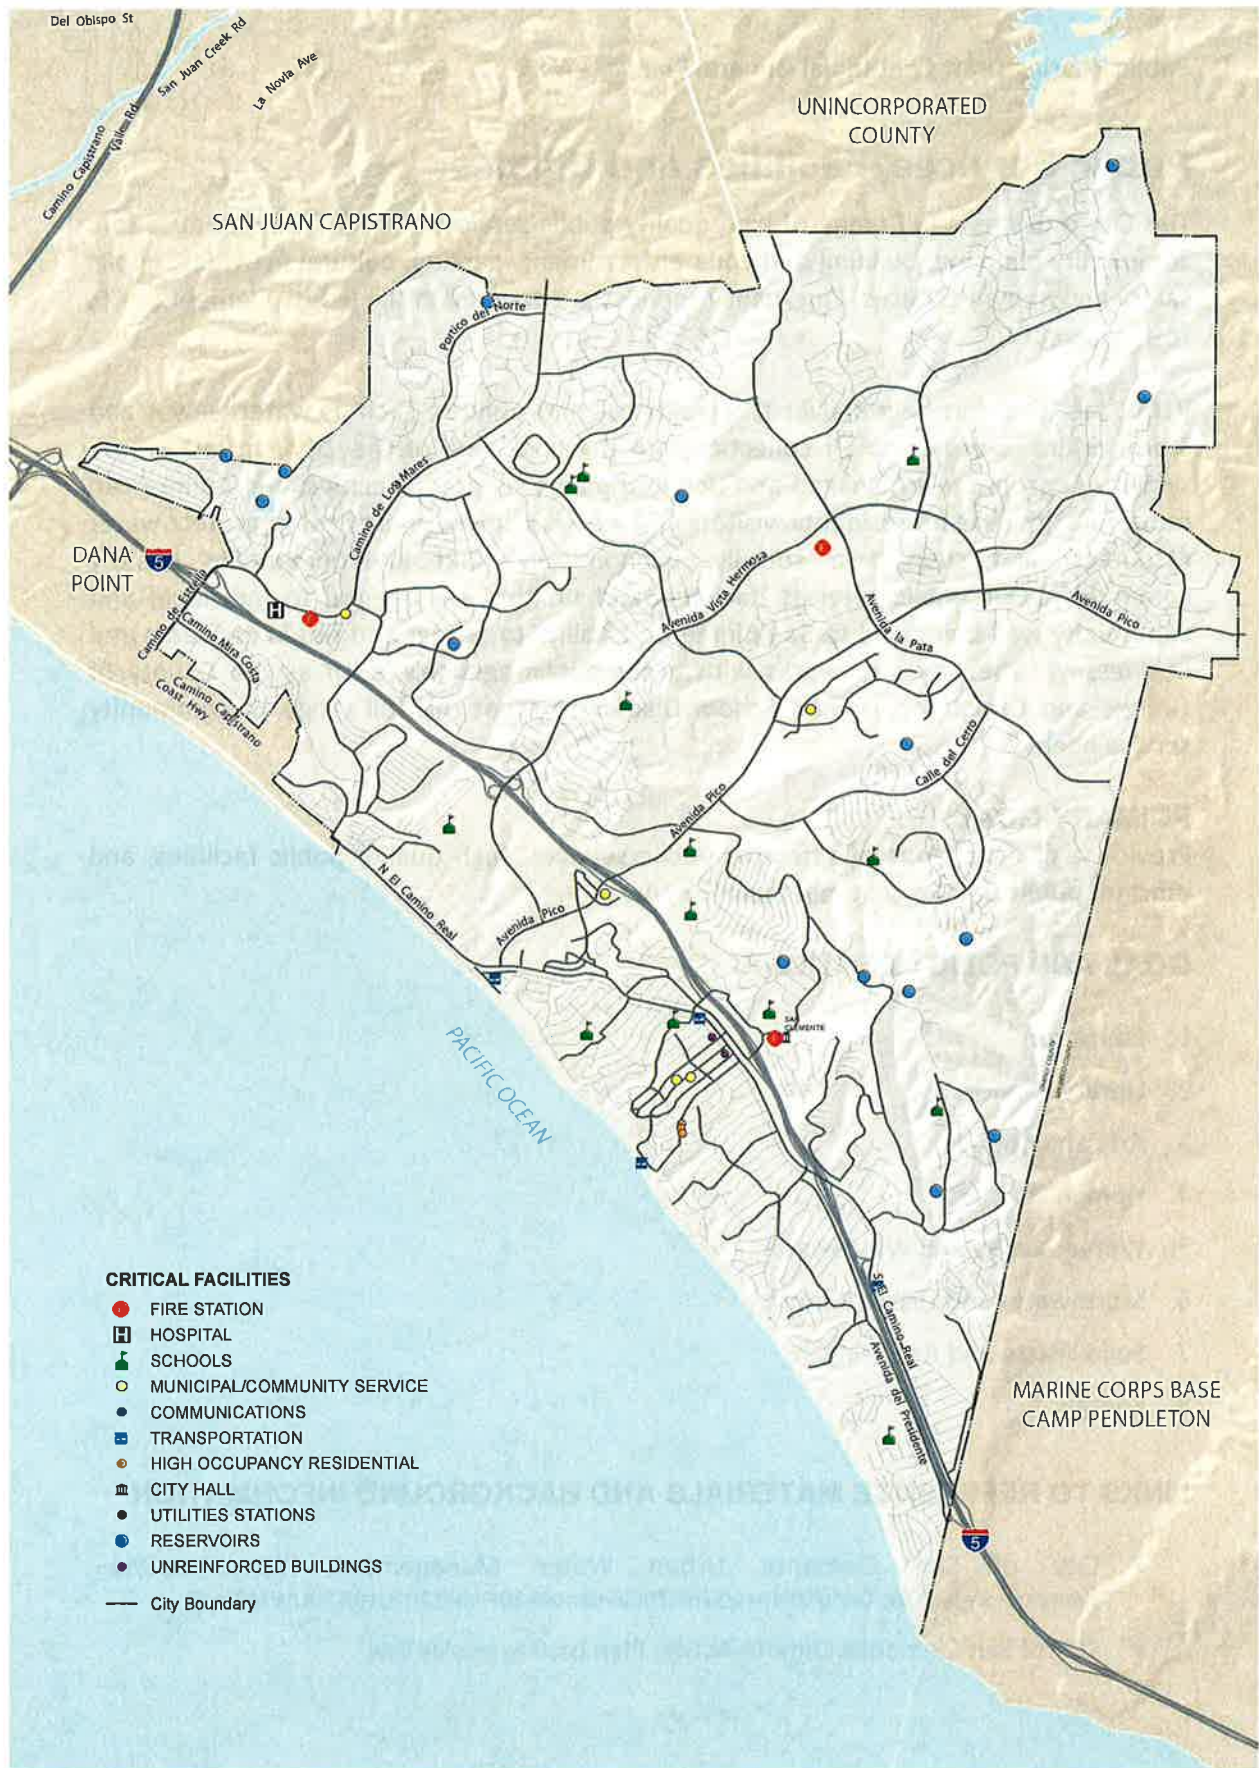 Del Obispo St
San Juan Creek Rd
La Novia Ave
Camino Capistrano
Valle Rd
UNINCORPORATED
COUNTY
SAN JUAN CAPISTRANO
Portico del Norte
Camino de Los Mares
DANA
POINT
5
H
Camino de Estrella
Camino Mira Costa
Camino Capistrano
Coast Hwy
Avenida Vista Hermosa
Avenida la Pata
Avenida Pico
Calle del Cerro
Avenida Pico
N El Camino Real
Avenida Pico
SAN
CLEMENTE
PACIFIC OCEAN
S El Camino Real
Avenida del Presidente
MARINE CORPS BASE
CAMP PENDLETON
5
CRITICAL FACILITIES
FIRE STATION
H HOSPITAL
SCHOOLS
MUNICIPAL/COMMUNITY SERVICE
COMMUNICATIONS
TRANSPORTATION
HIGH OCCUPANCY RESIDENTIAL
CITY HALL
UTILITIES STATIONS
RESERVOIRS
UNREINFORCED BUILDINGS
City Boundary